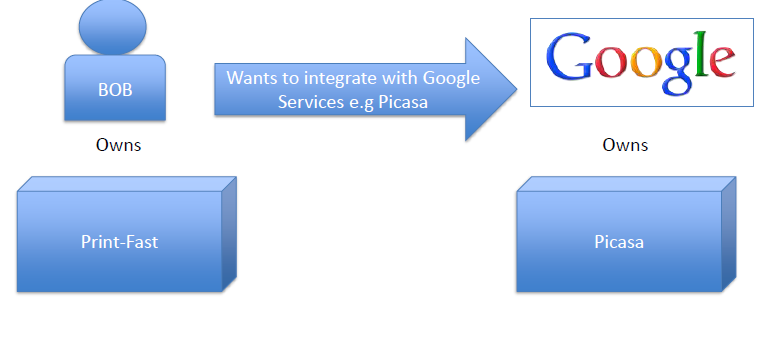 BOB
Wants to integrate with Google
Services e.g Picasa
Google
Owns
Owns
Print-Fast
Picasa